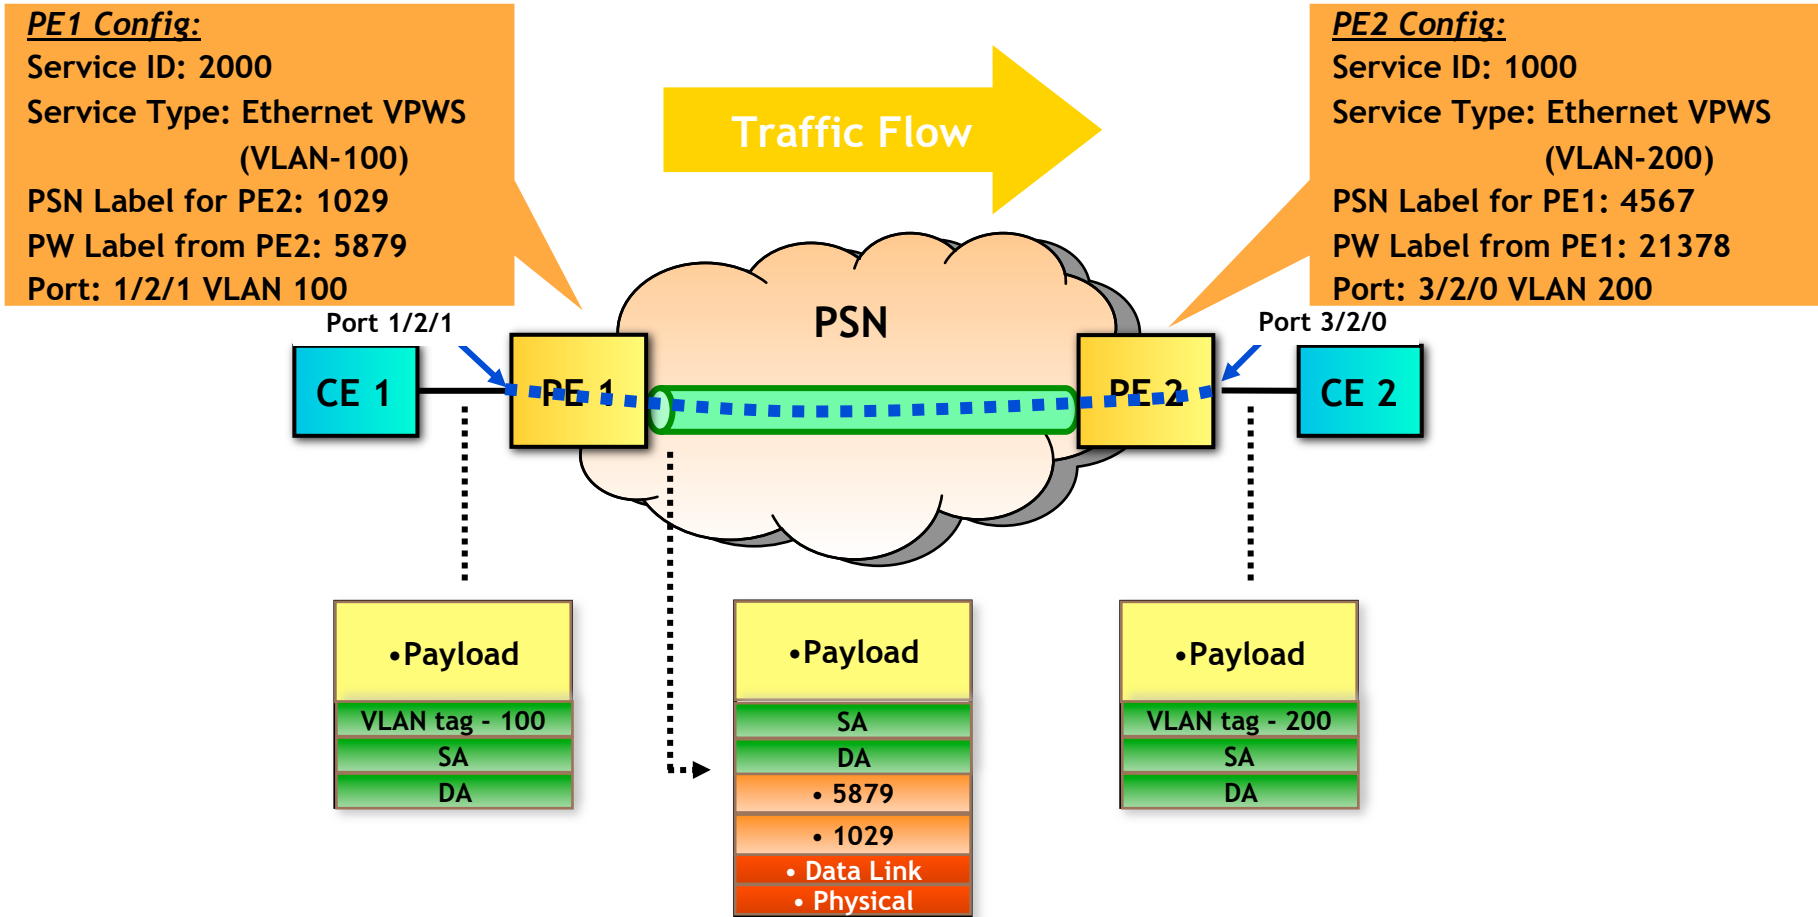 PE1 Config:
Service ID: 2000
Service Type: Ethernet VPWS
(VLAN-100)
PSN Label for PE2: 1029
PW Label from PE2: 5879
Port: 1/2/1 VLAN 100
Traffic Flow
PE2 Config:
Service ID: 1000
Service Type: Ethernet VPWS
(VLAN-200)
PSN Label for PE1: 4567
PW Label from PE1: 21378
Port: 3/2/0 VLAN 200
Port 1/2/1
PSN
Port 3/2/0
CE 1
PE 1
PE 2
CE 2
•Payload
VLAN tag - 100
SA
DA
•Payload
SA
DA
• 5879
• 1029
• Data Link
• Physical
•Payload
VLAN tag - 200
SA
DA